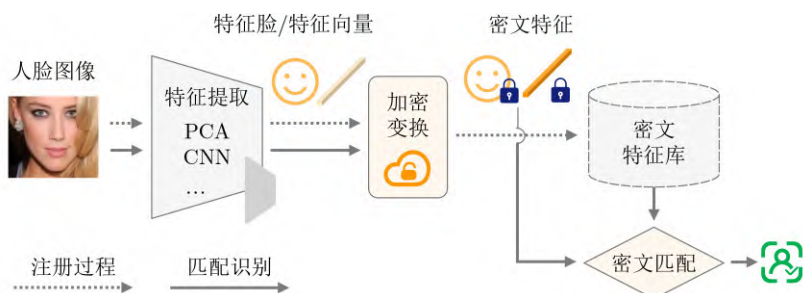 特征脸/特征向量
密文特征
人脸图像
特征提取
PCA
CNN
…
加密
变换
密文
特征库
密文匹配
注册过程
匹配识别